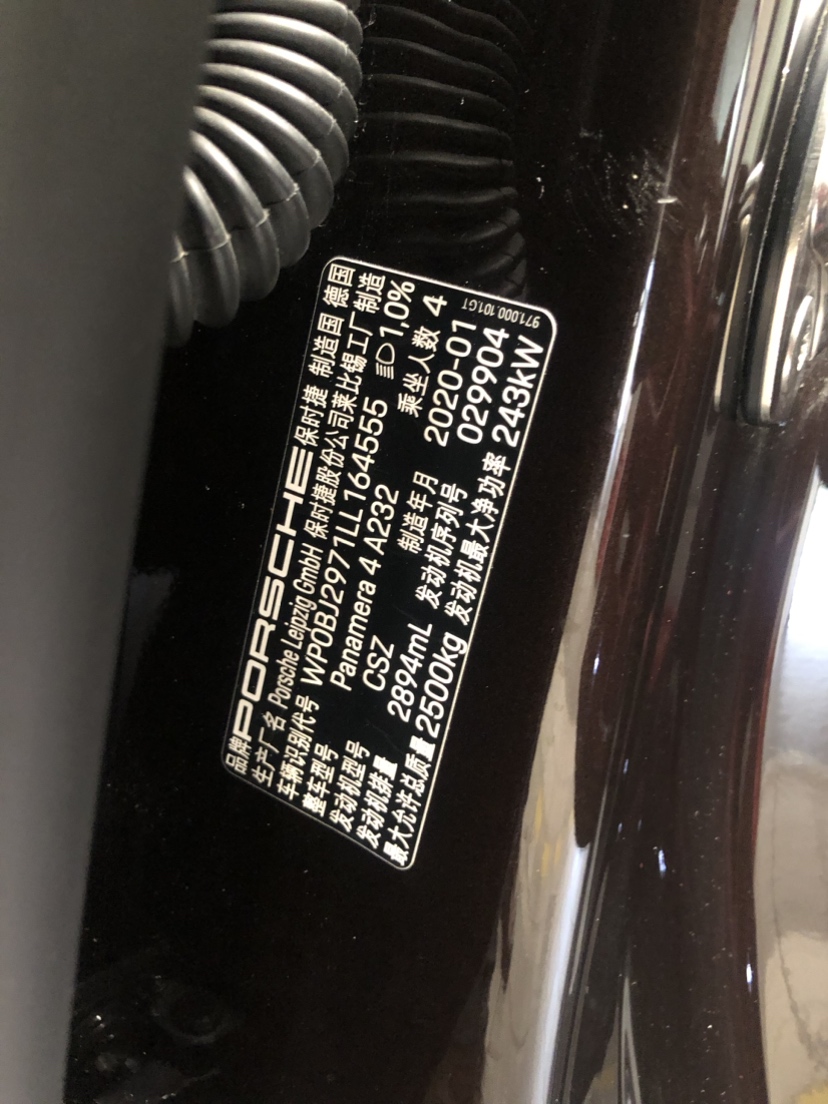 品牌 PORSCHE 保时捷 制造国 德国
生产厂名 Porsche Leipzig GmbH 保时捷股份公司莱比锡工厂 制造
车辆识别代号 WP0BJ2971LL164555 1,0%
整车型号 Panamera 4 A232 乘坐人数 4
发动机型号 CSZ 制造年月 2020-01
发动机排量 2894mL 发动机序列号 029904
最大允许总质量 2500kg 发动机最大净功率 243kW
971.000.101.GT